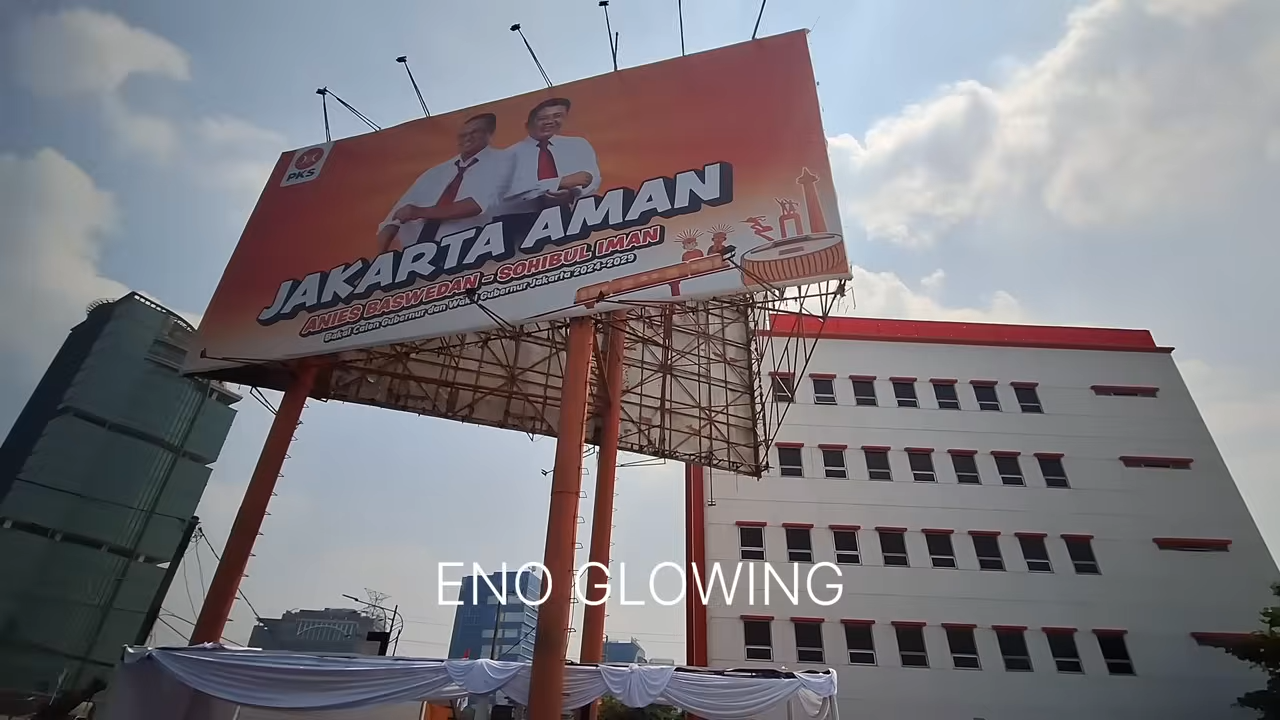 PKS
JAKARTA AMAN
ANIES BASWEDAN - SOHIBUL IMAN
Bakal Calon Gubernur dan Wakil Gubernur Jakarta 2024-2029
ENO GLOWING